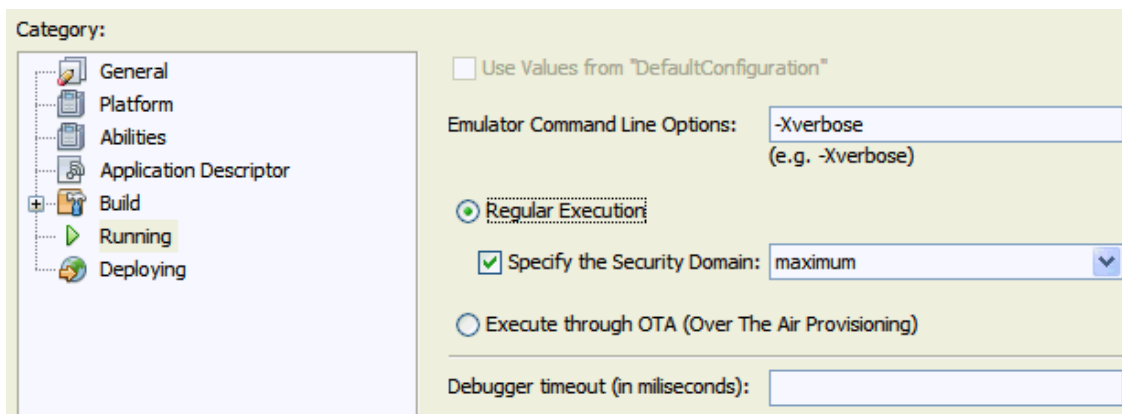 Category:
General
Platform
Abilities
Application Descriptor
Build
Running
Deploying
Use Values from "DefaultConfiguration"
Emulator Command Line Options: -Xverbose
(e.g. -Xverbose)
Regular Execution
Specify the Security Domain: maximum
Execute through OTA (Over The Air Provisioning)
Debugger timeout (in miliseconds):